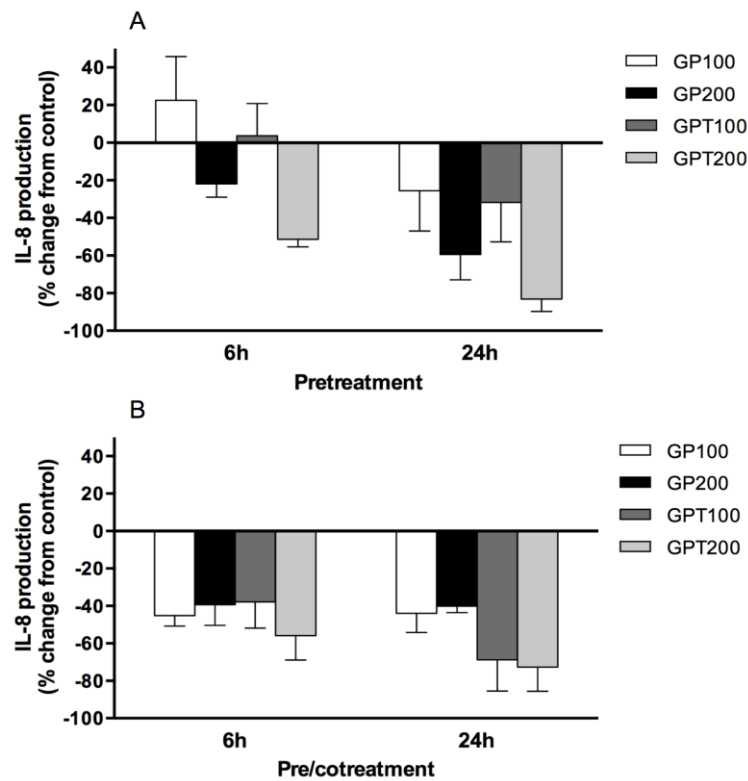 A
IL-8 production
(% change from control)
40
20
0
-20
-40
-60
-80
-100
6h
24h
Pretreatment
GP100
GP200
GPT100
GPT200
B
IL-8 production
(% change from control)
40
20
0
-20
-40
-60
-80
-100
6h
24h
Pre/cotreatment
GP100
GP200
GPT100
GPT200